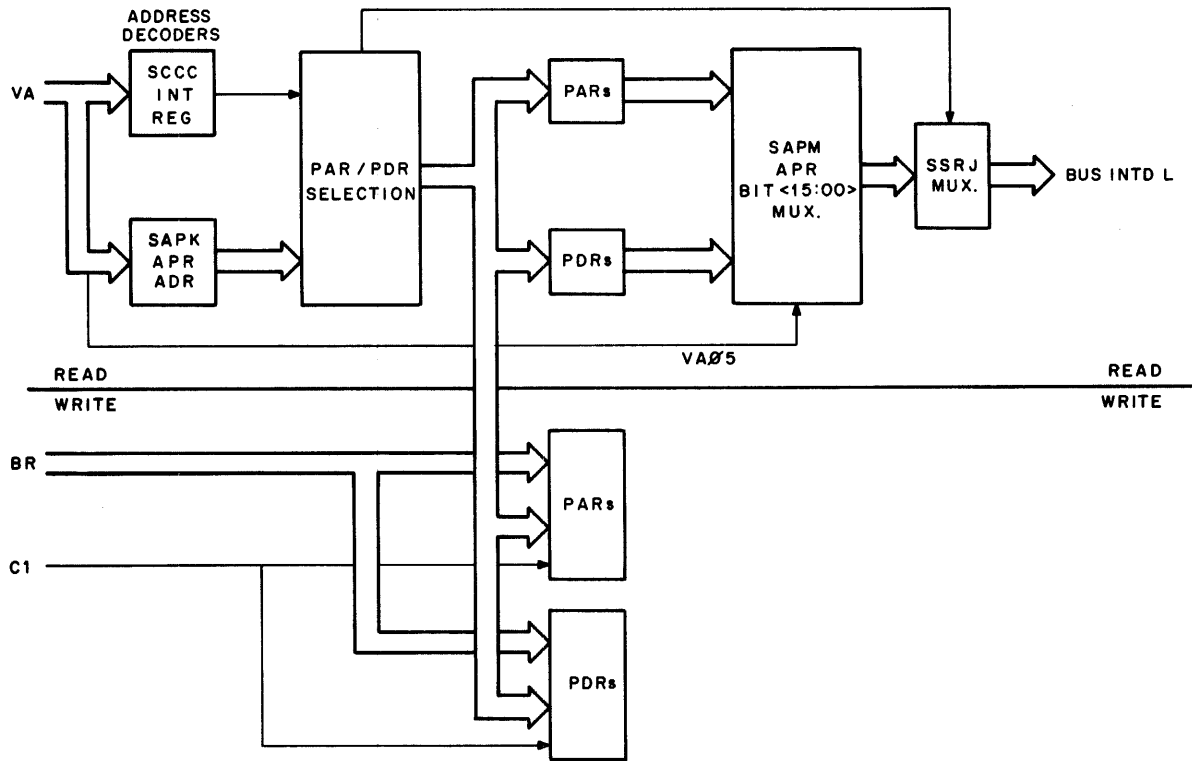 ADDRESS
DECODERS
VA
SCCC
INT
REG
SAPK
APR
ADR
PAR / PDR
SELECTION
PARs
PDRs
SAPM
APR
BIT <15:00>
MUX.
SSRJ
MUX.
BUS INTD L
VAØ5
READ
READ
WRITE
WRITE
BR
PARs
C1
PDRs